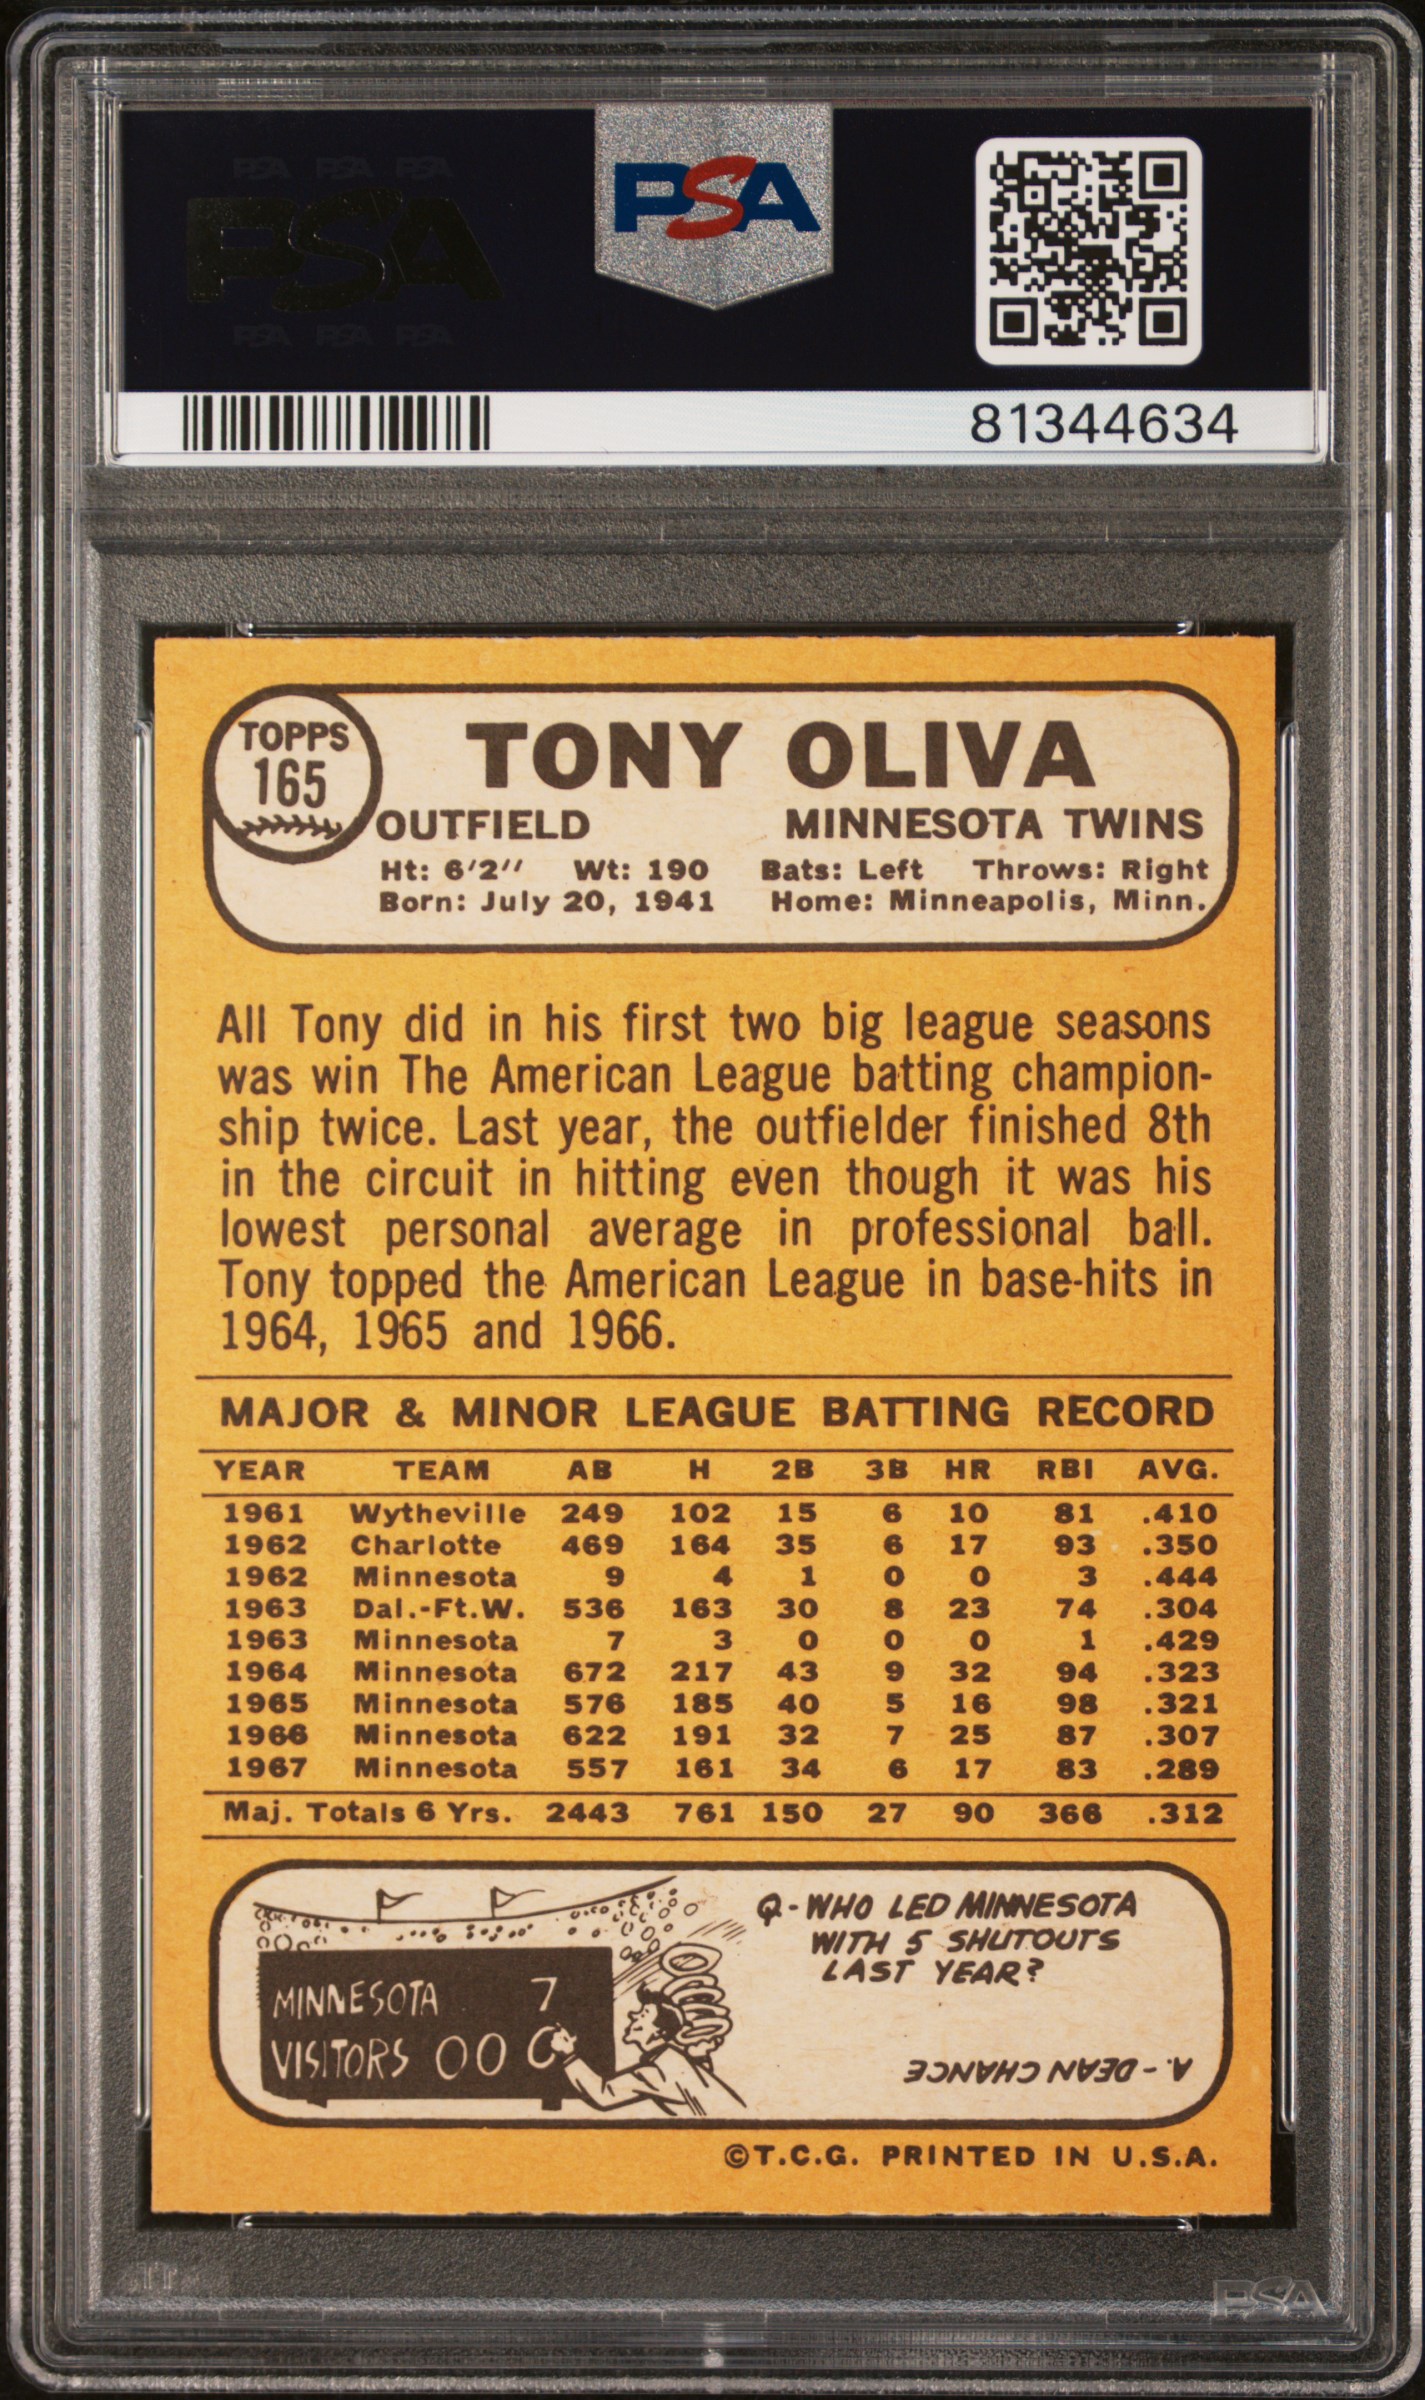 PSA PSA PSA
PSA
PSA PSA PSA
PSA
81344634
TOPPS
165
TONY OLIVA
OUTFIELD MINNESOTA TWINS
Ht: 6'2'' Wt: 190 Bats: Left Throws: Right
Born: July 20, 1941 Home: Minneapolis, Minn.
All Tony did in his first two big league seasons
was win The American League batting champion-
ship twice. Last year, the outfielder finished 8th
in the circuit in hitting even though it was his
lowest personal average in professional ball.
Tony topped the American League in base-hits in
1964, 1965 and 1966.
MAJOR & MINOR LEAGUE BATTING RECORD
YEAR TEAM AB H 2B 3B HR RBI AVG.
1961 Wytheville 249 102 15 6 10 81 .410
1962 Charlotte 469 164 35 6 17 93 .350
1962 Minnesota 9 4 1 0 0 3 .444
1963 Dal.-Ft.W. 536 163 30 8 23 74 .304
1963 Minnesota 7 3 0 0 0 1 .429
1964 Minnesota 672 217 43 9 32 94 .323
1965 Minnesota 576 185 40 5 16 98 .321
1966 Minnesota 622 191 32 7 25 87 .307
1967 Minnesota 557 161 34 6 17 83 .289
Maj. Totals 6 Yrs. 2443 761 150 27 90 366 .312
MINNESOTA 7
VISITORS 00 0
Q-WHO LED MINNESOTA
WITH 5 SHUTOUTS
LAST YEAR?
A.-DEAN CHANCE
©T.C.G. PRINTED IN U.S.A.
PSA